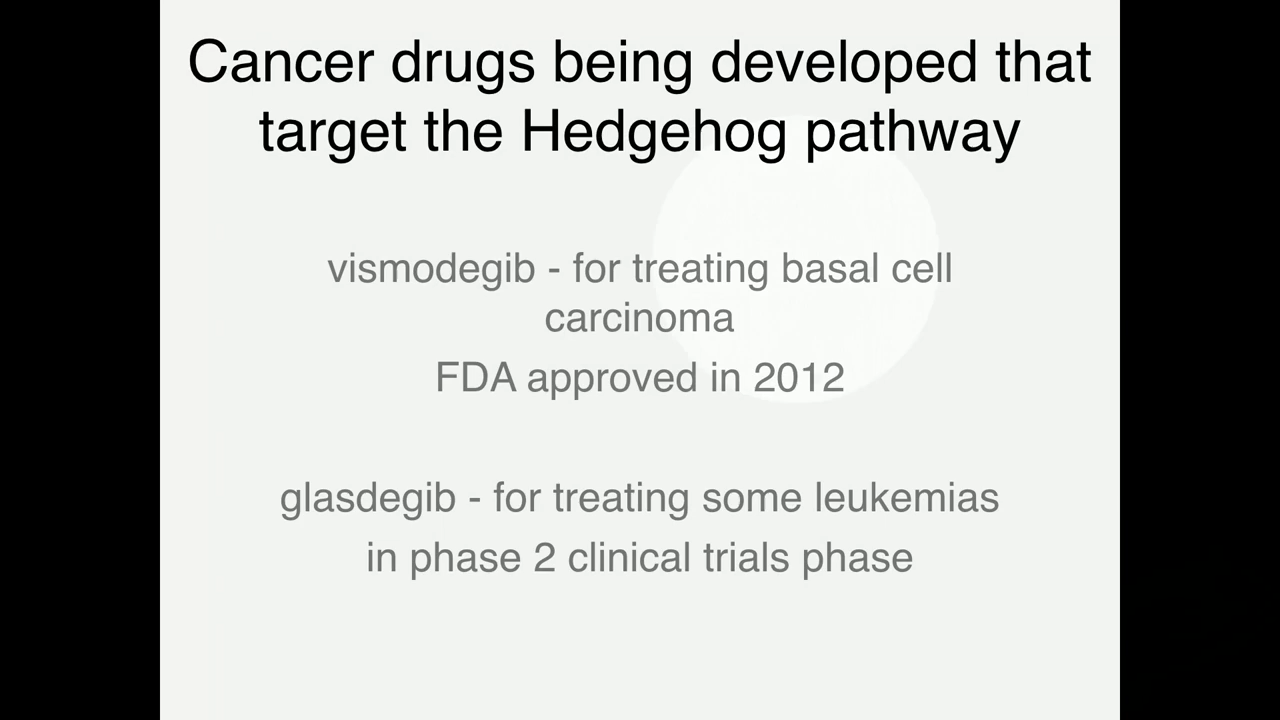 Cancer drugs being developed that
target the Hedgehog pathway
vismodegib - for treating basal cell
carcinoma
FDA approved in 2012
glasdegib - for treating some leukemias
in phase 2 clinical trials phase